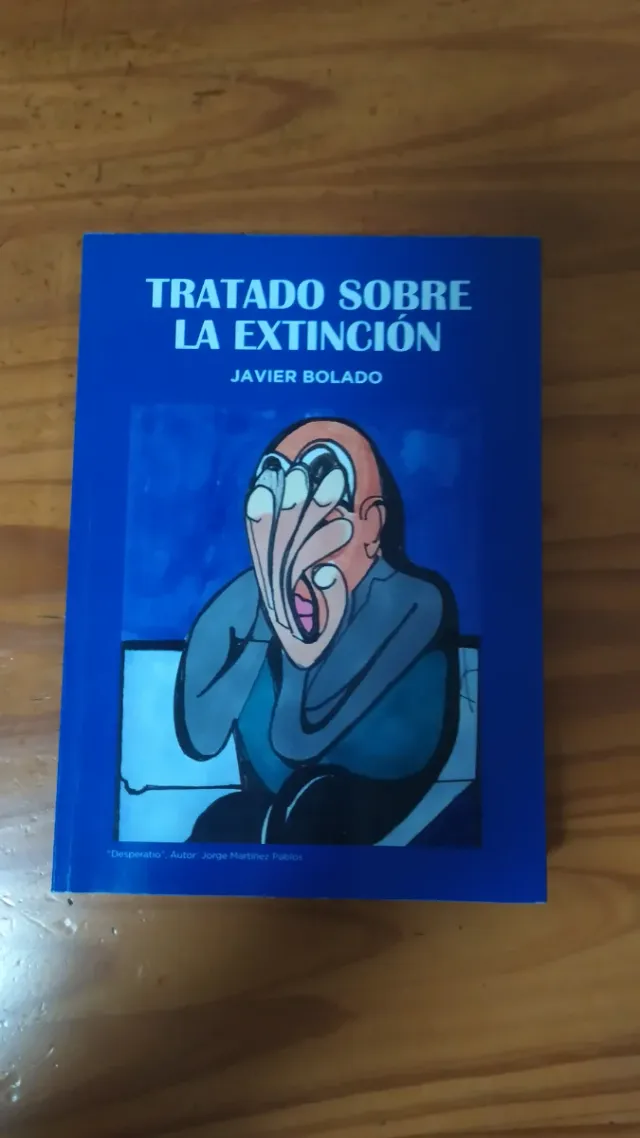 TRATADO SOBRE
LA EXTINCIÓN
JAVIER BOLADO
"Desperatio". Autor: Jorge Martínez Pablos